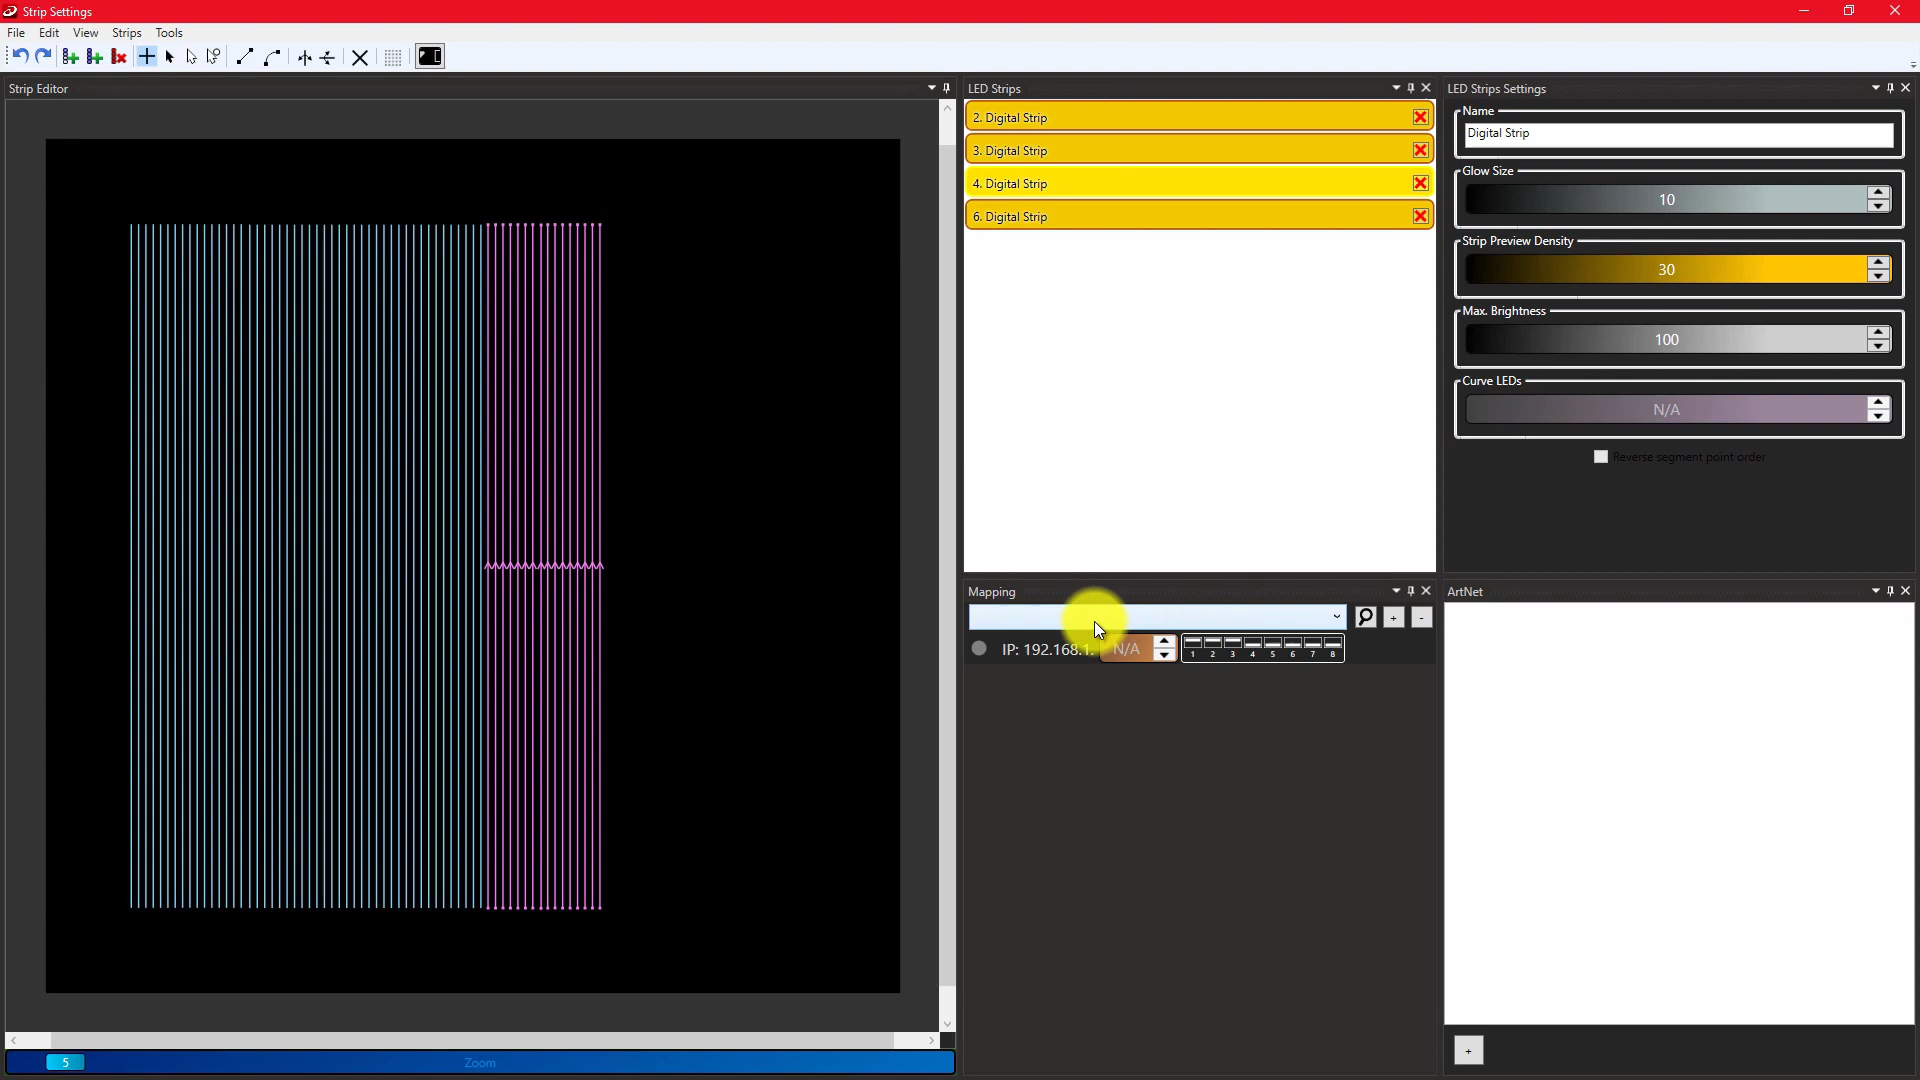 Strip Settings
File Edit View Strips Tools
Strip Editor
5
Zoom
LED Strips
2. Digital Strip
3. Digital Strip
4. Digital Strip
6. Digital Strip
Mapping
+ -
IP: 192.168.1. N/A
1 2 3 4 5 6 7 8
LED Strips Settings
Name
Digital Strip
Glow Size
10
Strip Preview Density
30
Max. Brightness
100
Curve LEDs
N/A
Reverse segment point order
ArtNet
+